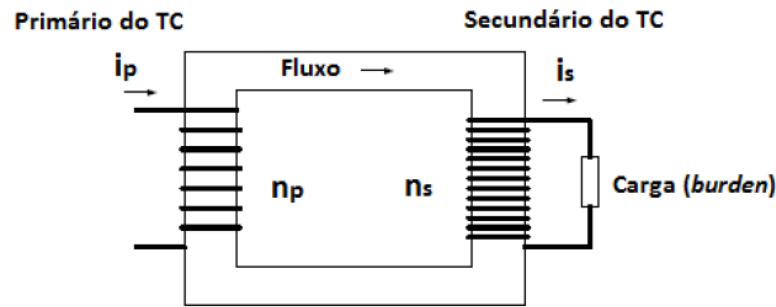 Primário do TC
Secundário do TC
ip
Fluxo
is
np
ns
Carga (burden)